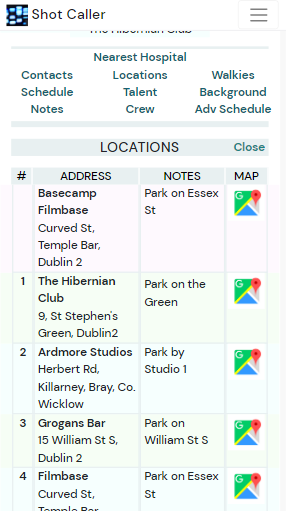 Shot Caller
The Hibernian Club
Nearest Hospital
Contacts Locations Walkies
Schedule Talent Background
Notes Crew Adv Schedule
LOCATIONS Close
# ADDRESS NOTES MAP
Basecamp Park on Essex
Filmbase St
Curved St,
Temple Bar,
Dublin 2
1 The Hibernian Park on the
Club Green
9, St Stephen's
Green, Dublin2
2 Ardmore Studios Park by
Herbert Rd, Studio 1
Killarney, Bray, Co.
Wicklow
3 Grogans Bar Park on
15 William St S, William St S
Dublin 2
4 Filmbase Park on Essex
Curved St, St
Temple Bar,